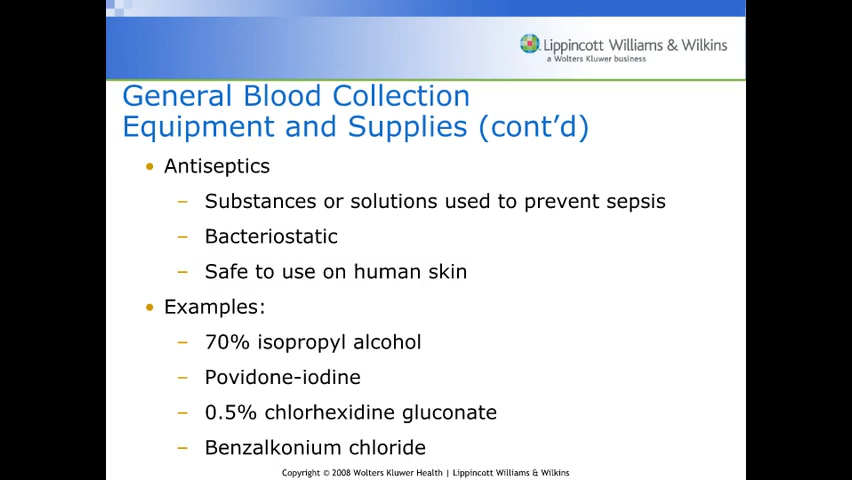 Lippincott Williams & Wilkins
a Wolters Kluwer business
General Blood Collection
Equipment and Supplies (cont’d)
• Antiseptics
– Substances or solutions used to prevent sepsis
– Bacteriostatic
– Safe to use on human skin
• Examples:
– 70% isopropyl alcohol
– Povidone-iodine
– 0.5% chlorhexidine gluconate
– Benzalkonium chloride
Copyright © 2008 Wolters Kluwer Health | Lippincott Williams & Wilkins